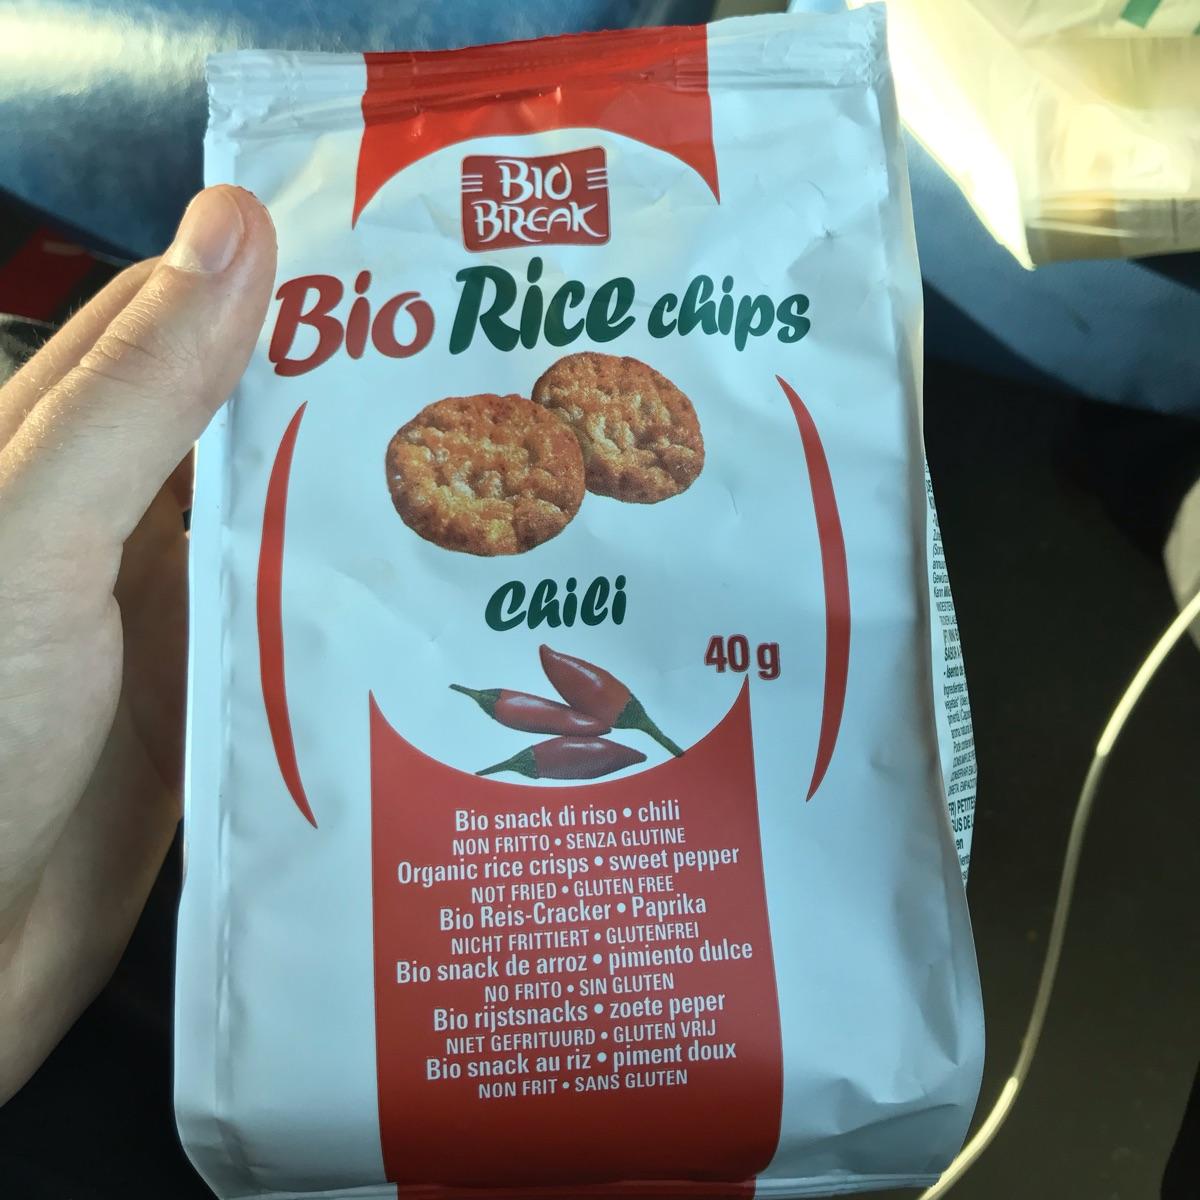 BIO
BREAK
Bio Rice chips
Chili
40 g
Bio snack di riso • chili
NON FRITTO • SENZA GLUTINE
Organic rice crisps • sweet pepper
NOT FRIED • GLUTEN FREE
Bio Reis-Cracker • Paprika
NICHT FRITTIERT • GLUTENFREI
Bio snack de arroz • pimiento dulce
NO FRITO • SIN GLUTEN
Bio rijstsnacks • zoete peper
NIET GEFRITUURD • GLUTEN VRIJ
Bio snack au riz • piment doux
NON FRIT • SANS GLUTEN